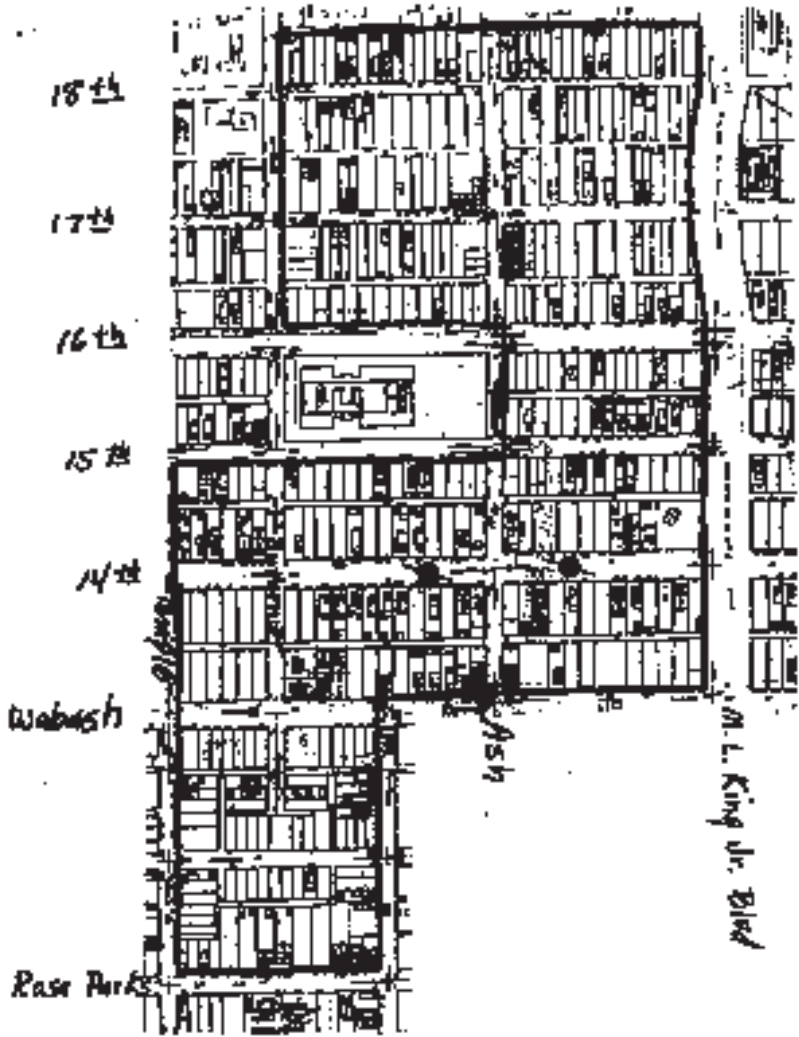 18th
17th
16th
15th
14th
Wabash
Ash
M. L. King Jr. Blvd
Rosa Parks